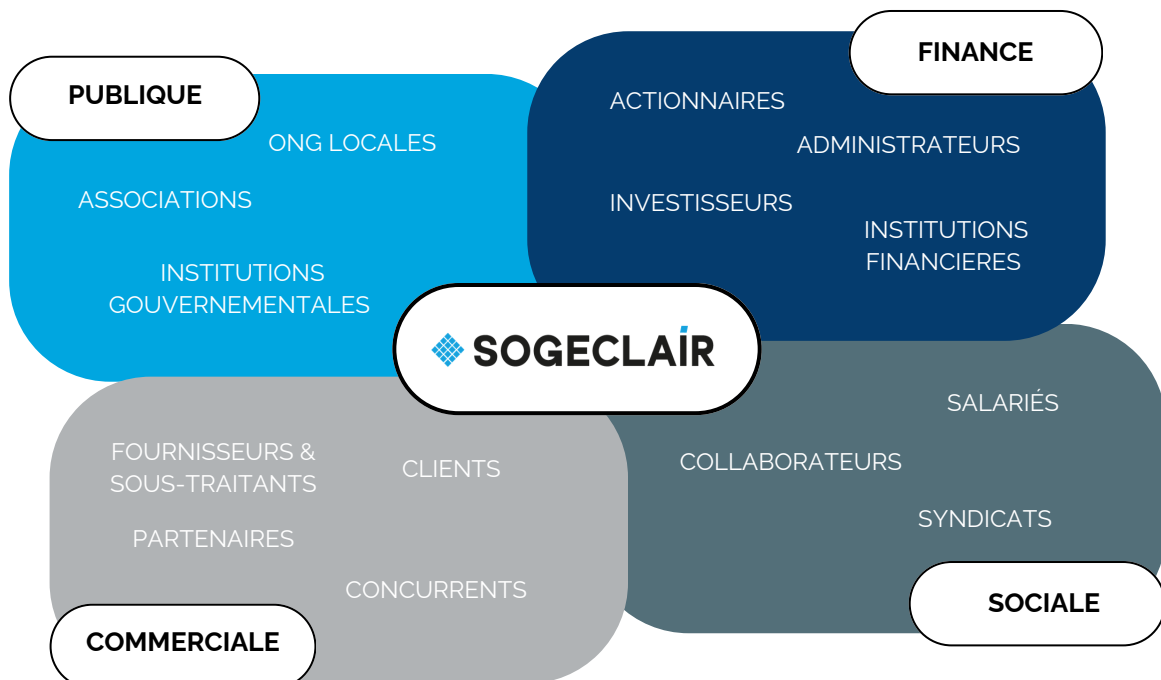 PUBLIQUE
ONG LOCALES
ASSOCIATIONS
INSTITUTIONS
GOUVERNEMENTALES
FINANCE
ACTIONNAIRES
ADMINISTRATEURS
INVESTISSEURS
INSTITUTIONS
FINANCIERES
SOGECLAIR
FOURNISSEURS &
SOUS-TRAITANTS
CLIENTS
PARTENAIRES
CONCURRENTS
COMMERCIALE
SALARIÉS
COLLABORATEURS
SYNDICATS
SOCIALE